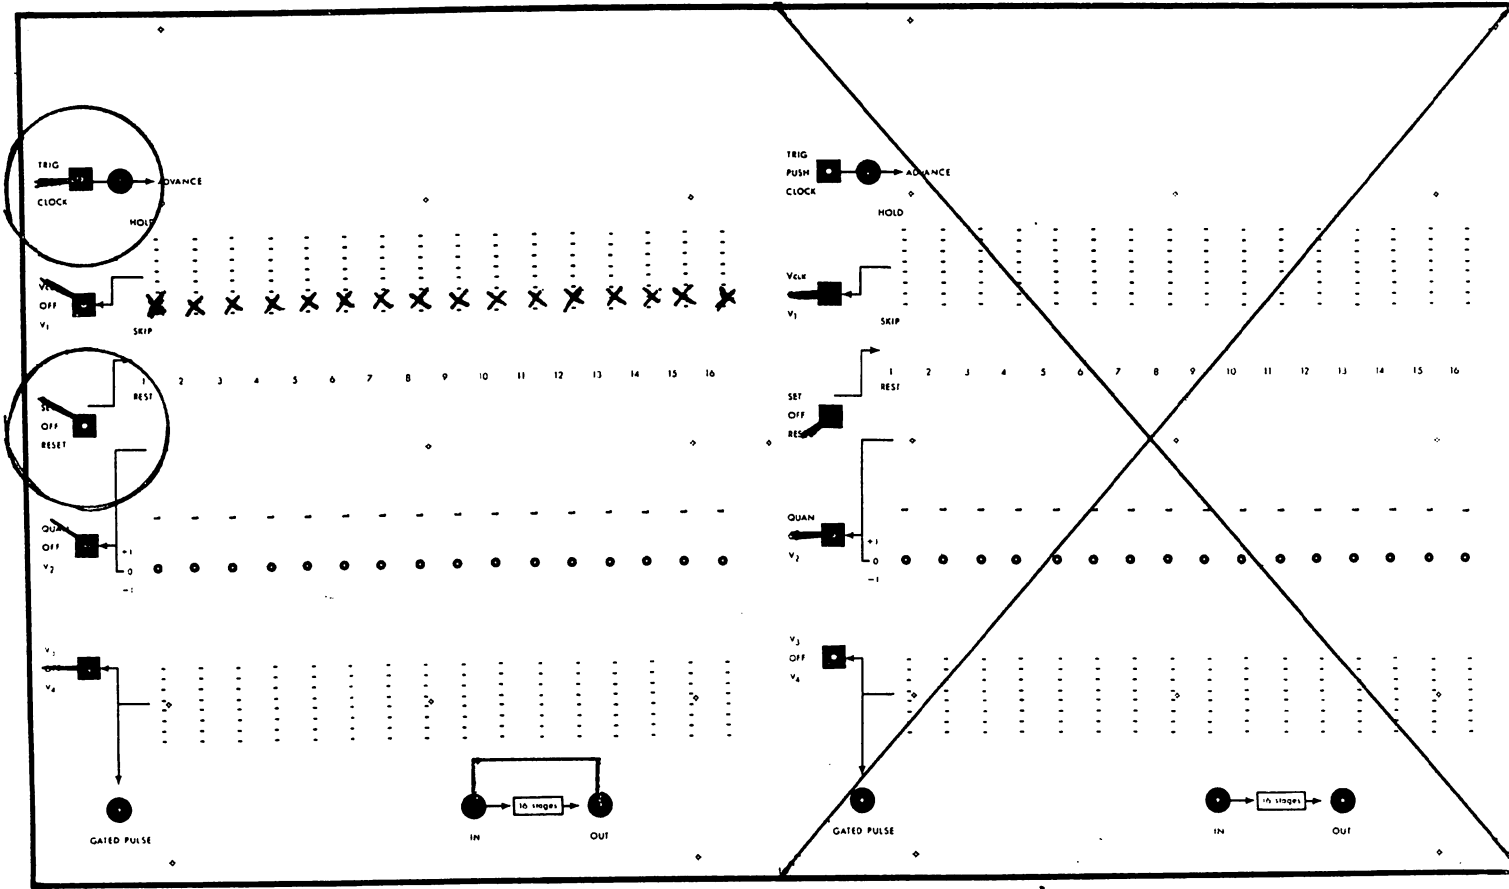 TRIG
CLOCK
ADVANCE
HOLD
OFF
V1
SKIP
1 2 3 4 5 6 7 8 9 10 11 12 13 14 15 16
REST
SET
OFF
RESET
QUAN
OFF
V2
+1
0
-1
V3
OFF
V4
GATED PULSE
IN
16 stages
OUT
TRIG
PUSH
CLOCK
ADVANCE
HOLD
VCLK
V1
SKIP
1 2 3 4 5 6 7 8 9 10 11 12 13 14 15 16
REST
SET
OFF
RESET
QUAN
V2
+1
0
-1
V3
OFF
V4
GATED PULSE
IN
16 stages
OUT